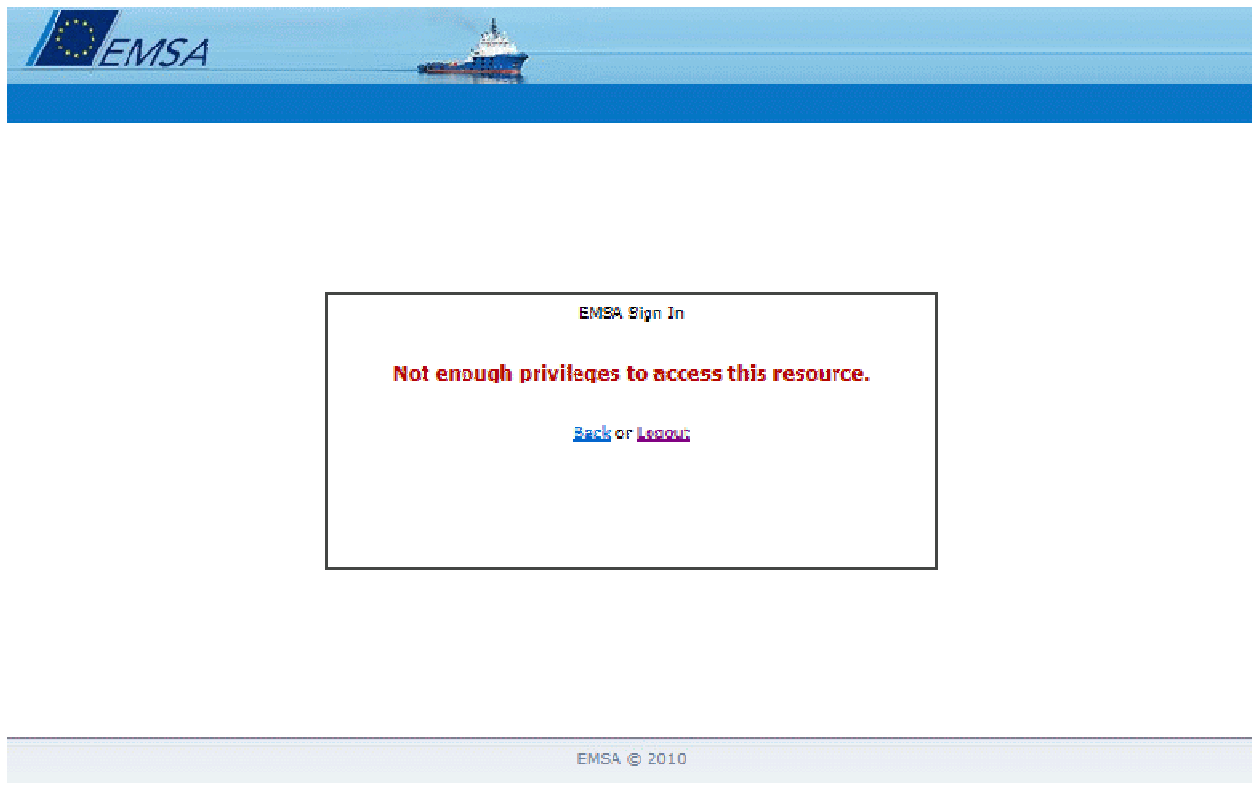 EMSA
EMSA Sign In
Not enough privileges to access this resource.
Back or Logout
EMSA © 2010